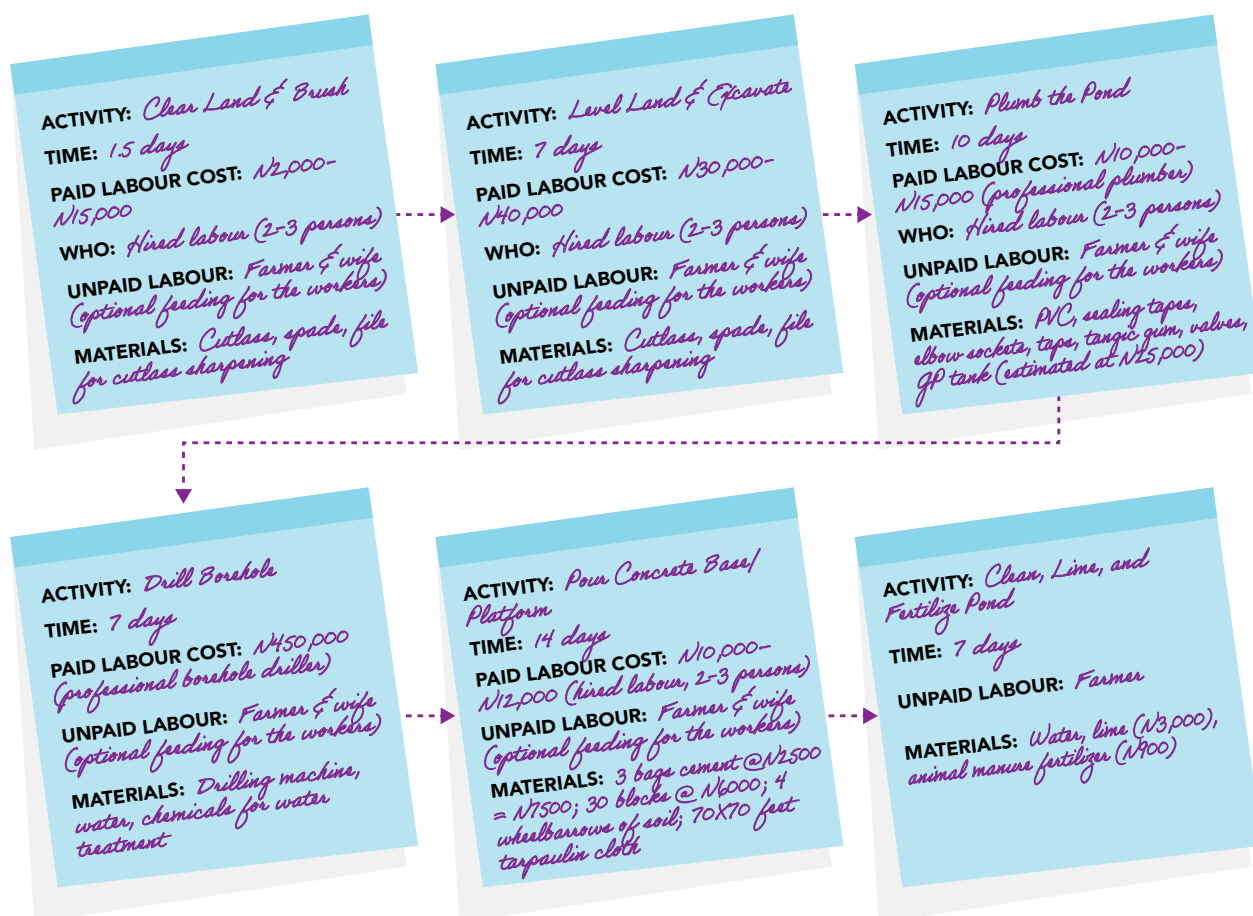 ACTIVITY: Clear Land & Brush
TIME: 1.5 days
PAID LABOUR COST: N2,000–
N15,000
WHO: Hired labour (2–3 persons)
UNPAID LABOUR: Farmer & wife
(optional feeding for the workers)
MATERIALS: Cutlass, spade, file
for cutlass sharpening
ACTIVITY: Level Land & Excavate
TIME: 7 days
PAID LABOUR COST: N30,000–
N40,000
WHO: Hired labour (2–3 persons)
UNPAID LABOUR: Farmer & wife
(optional feeding for the workers)
MATERIALS: Cutlass, spade, file
for cutlass sharpening
ACTIVITY: Plumb the Pond
TIME: 10 days
PAID LABOUR COST: N10,000–
N15,000 (professional plumber)
WHO: Hired labour (2–3 persons)
UNPAID LABOUR: Farmer & wife
(optional feeding for the workers)
MATERIALS: PVC, sealing tapes,
elbow sockets, taps, tangic gum, valves,
GP tank (estimated at N25,000)
ACTIVITY: Drill Borehole
TIME: 7 days
PAID LABOUR COST: N450,000
(professional borehole driller)
UNPAID LABOUR: Farmer & wife
(optional feeding for the workers)
MATERIALS: Drilling machine,
water, chemicals for water
treatment
ACTIVITY: Pour Concrete Base/
Platform
TIME: 14 days
PAID LABOUR COST: N10,000–
N12,000 (hired labour, 2–3 persons)
UNPAID LABOUR: Farmer & wife
(optional feeding for the workers)
MATERIALS: 3 bags cement @N2500
= N7500; 30 blocks @ N6000; 4
wheelbarrows of soil; 70X70 feet
tarpaulin cloth
ACTIVITY: Clean, Lime, and
Fertilize Pond
TIME: 7 days
UNPAID LABOUR: Farmer
MATERIALS: Water, lime (N3,000),
animal manure fertilizer (N900)